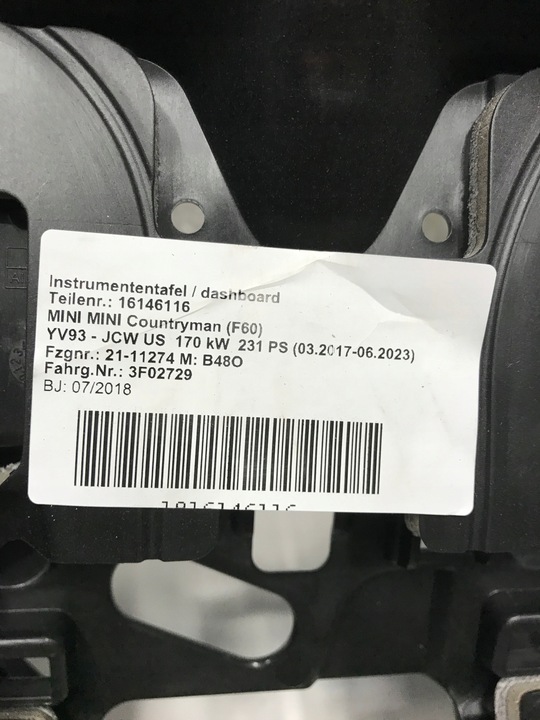 Instrumententafel / dashboard
Teilenr.: 16146116
MINI MINI Countryman (F60)
YV93 - JCW US 170 kW 231 PS (03.2017-06.2023)
Fzgnr.: 21-11274 M: B48O
Fahrg.Nr.: 3F02729
BJ: 07/2018
1816146116